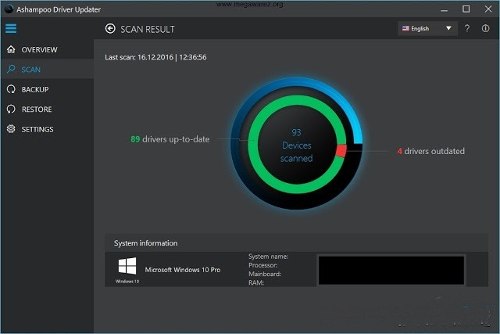 www.megawarez.org
Ashampoo Driver Updater
SCAN RESULT
English
?
OVERVIEW
SCAN
BACKUP
RESTORE
SETTINGS
Last scan: 16.12.2016 | 12:36:56
93
Devices
scanned
89 drivers up-to-date
4 drivers outdated
System information
Windows 10
Microsoft Windows 10 Pro
System name:
Processor:
Mainboard:
RAM: